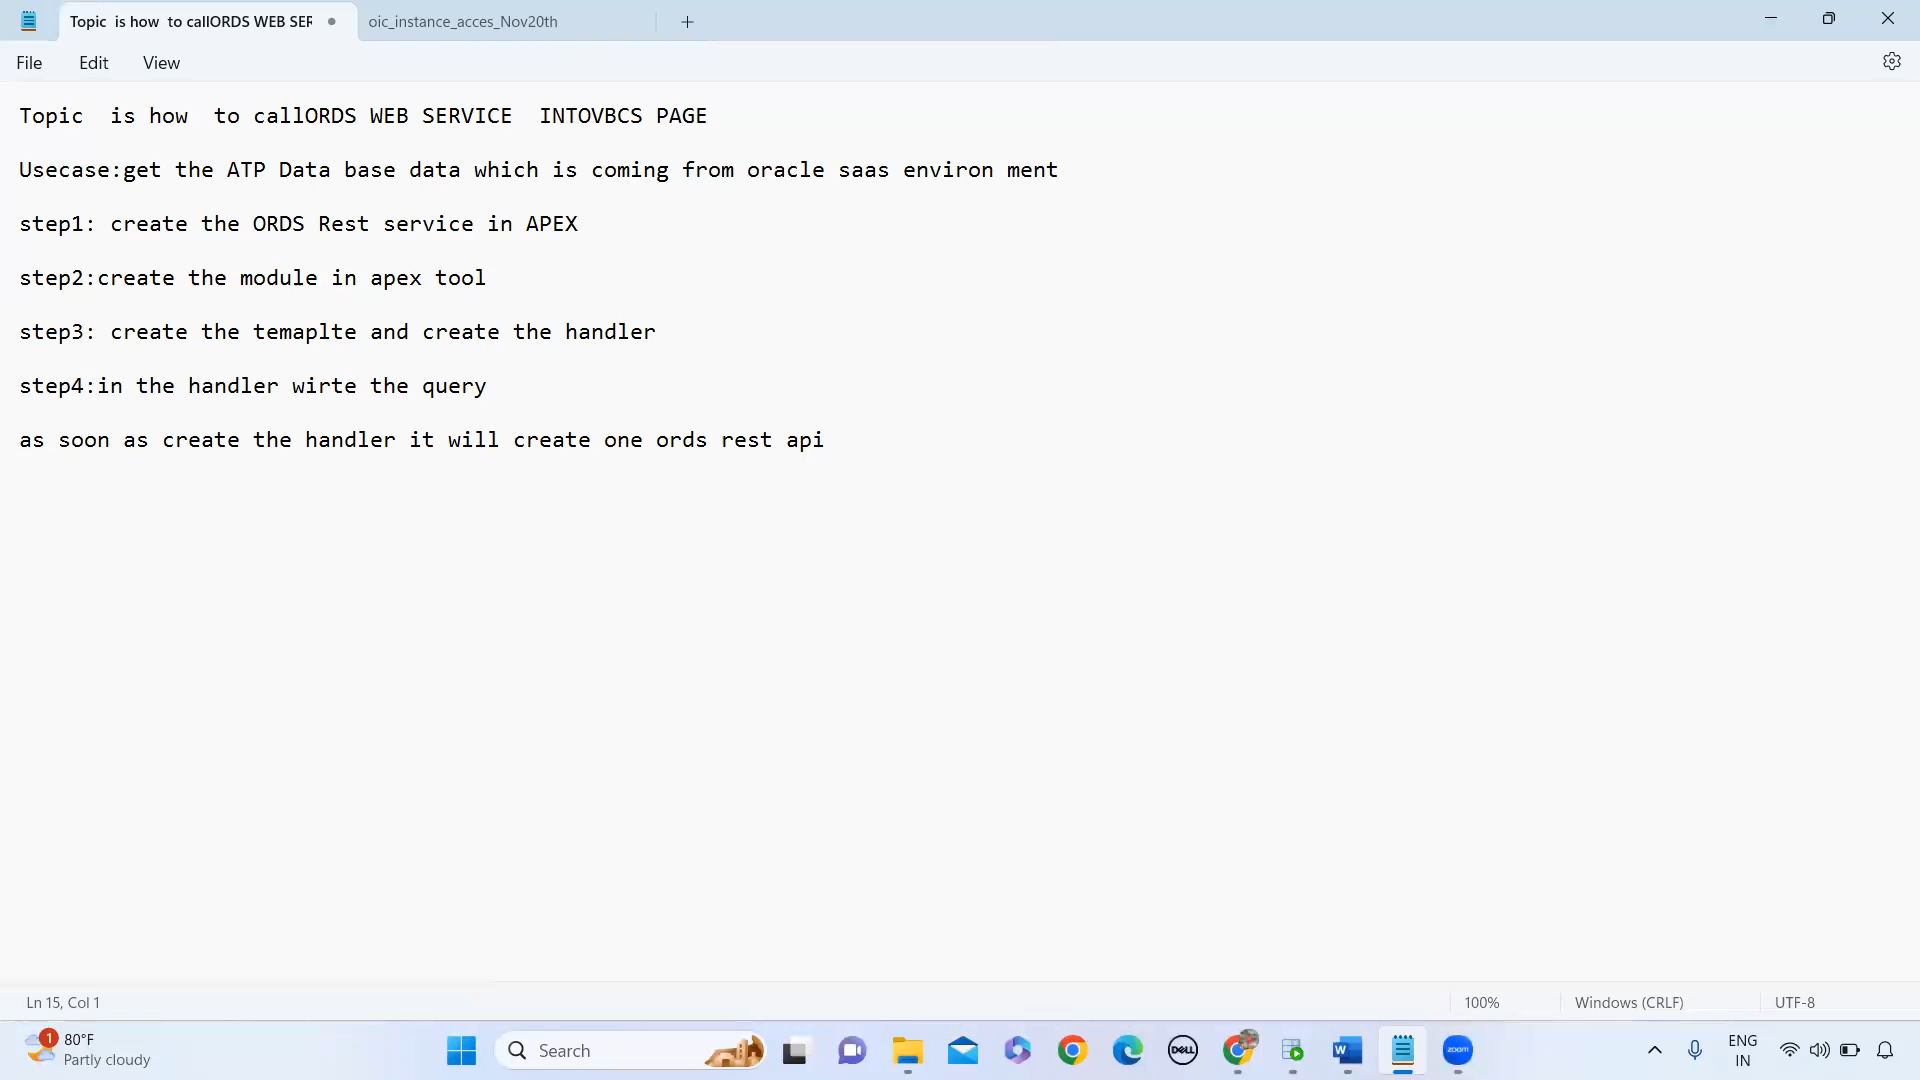 Topic  is how  to callORDS WEB SER
oic_instance_acces_Nov20th
File Edit View
Topic  is how  to callORDS WEB SERVICE  INTOVBCS PAGE
Usecase:get the ATP Data base data which is coming from oracle saas environ ment
step1: create the ORDS Rest service in APEX
step2:create the module in apex tool
step3: create the temaplte and create the handler
step4:in the handler wirte the query
as soon as create the handler it will create one ords rest api
Ln 15, Col 1
100%
Windows (CRLF)
UTF-8
1
80°F
Partly cloudy
Search
DELL
W
zoom
ENG
IN